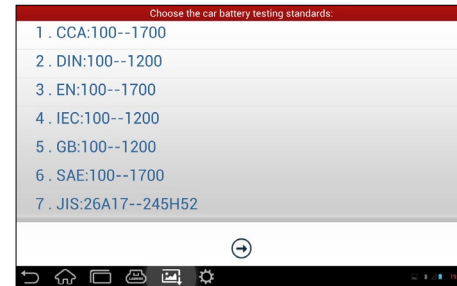 Choose the car battery testing standards:
1 . CCA:100--1700
2 . DIN:100--1200
3 . EN:100--1700
4 . IEC:100--1200
5 . GB:100--1200
6 . SAE:100--1700
7 . JIS:26A17--245H52